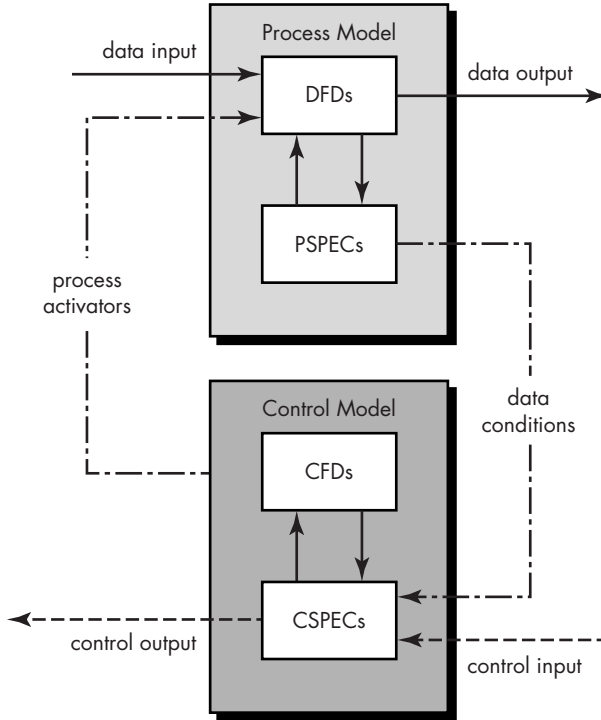 Process Model
data input
data output
DFDs
PSPECs
process
activators
data
conditions
Control Model
CFDs
CSPECs
control output
control input